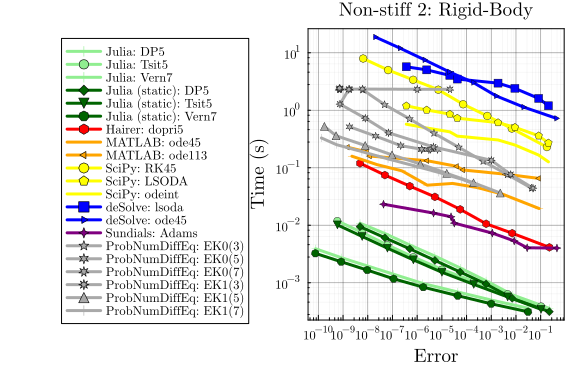 Non-stiff 2: Rigid-Body
Julia: DP5
Julia: Tsit5
Julia: Vern7
Julia (static): DP5
Julia (static): Tsit5
Julia (static): Vern7
Hairer: dopri5
MATLAB: ode45
MATLAB: ode113
SciPy: RK45
SciPy: LSODA
SciPy: odeint
deSolve: lsoda
deSolve: ode45
Sundials: Adams
ProbNumDiffEq: EK0(3)
ProbNumDiffEq: EK0(5)
ProbNumDiffEq: EK0(7)
ProbNumDiffEq: EK1(3)
ProbNumDiffEq: EK1(5)
ProbNumDiffEq: EK1(7)
Time (s)
10¹
10⁰
10⁻¹
10⁻²
10⁻³
10⁻¹⁰ 10⁻⁹ 10⁻⁸ 10⁻⁷ 10⁻⁶ 10⁻⁵ 10⁻⁴ 10⁻³ 10⁻² 10⁻¹
Error